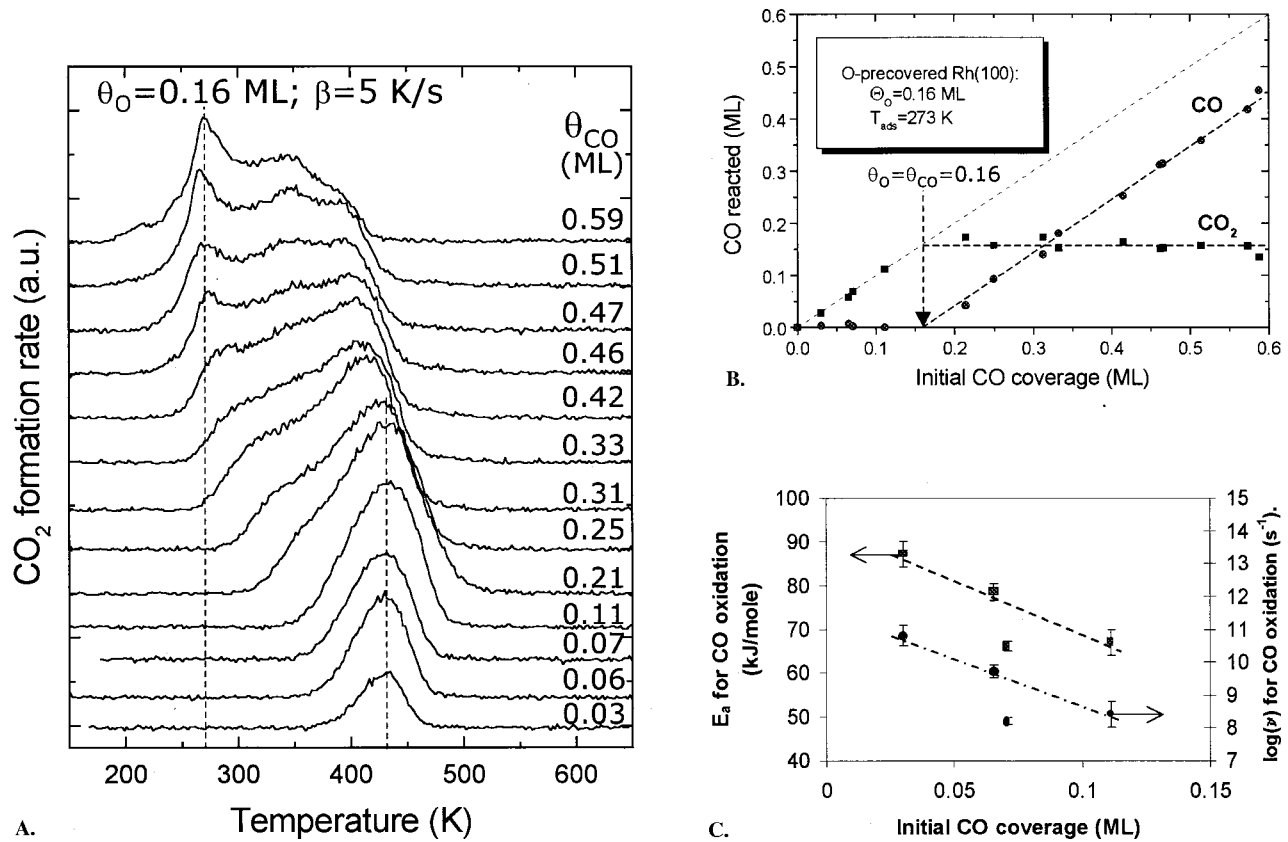 θO=0.16 ML; β=5 K/s
θCO
(ML)
0.59
0.51
0.47
0.46
0.42
0.33
0.31
0.25
0.21
0.11
0.07
0.06
0.03
CO2 formation rate (a.u.)
200 300 400 500 600
Temperature (K)
A.
0.6
0.5
0.4
0.3
0.2
0.1
0.0
CO reacted (ML)
O-precovered Rh(100):
Θo=0.16 ML
Tads=273 K
θO=θCO=0.16
CO
CO2
0.0 0.1 0.2 0.3 0.4 0.5 0.6
Initial CO coverage (ML)
B.
100
90
80
70
60
50
40
Ea for CO oxidation
(kJ/mole)
15
14
13
12
11
10
9
8
7
log(ν) for CO oxidation (s-1).
0 0.05 0.1 0.15
Initial CO coverage (ML)
C.